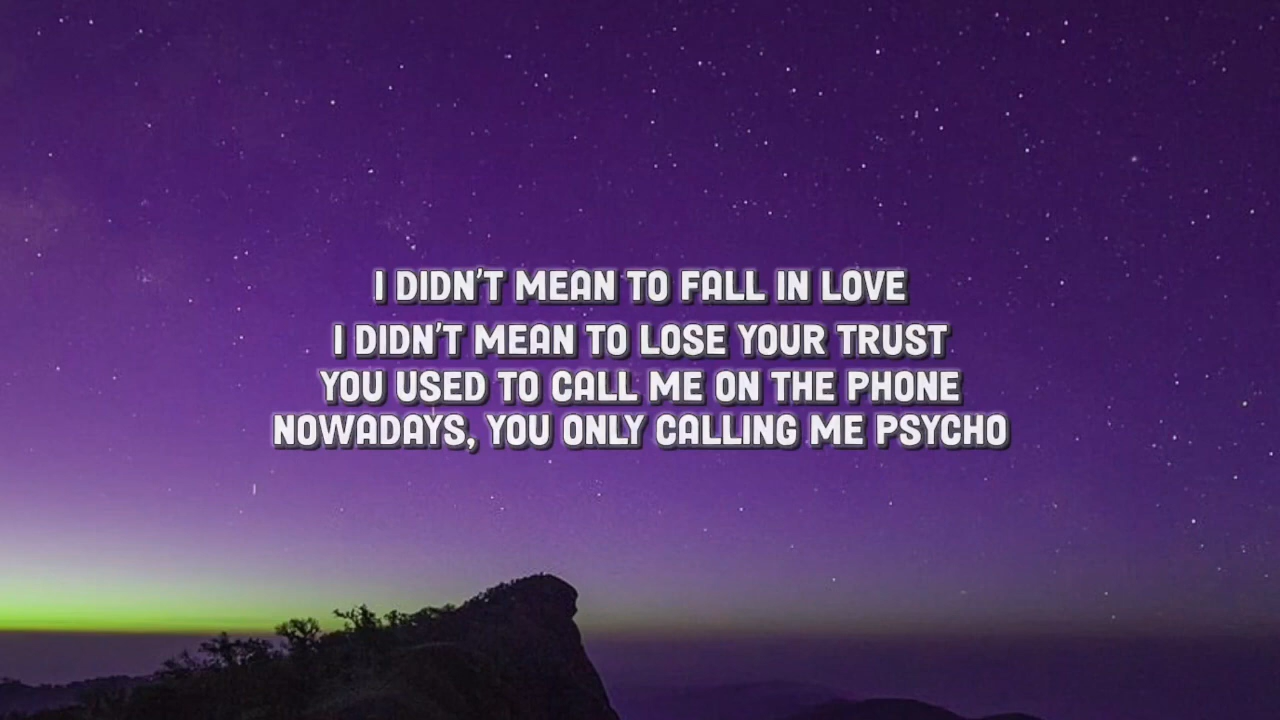 I DIDN'T MEAN TO FALL IN LOVE
I DIDN'T MEAN TO LOSE YOUR TRUST
YOU USED TO CALL ME ON THE PHONE
NOWADAYS, YOU ONLY CALLING ME PSYCHO